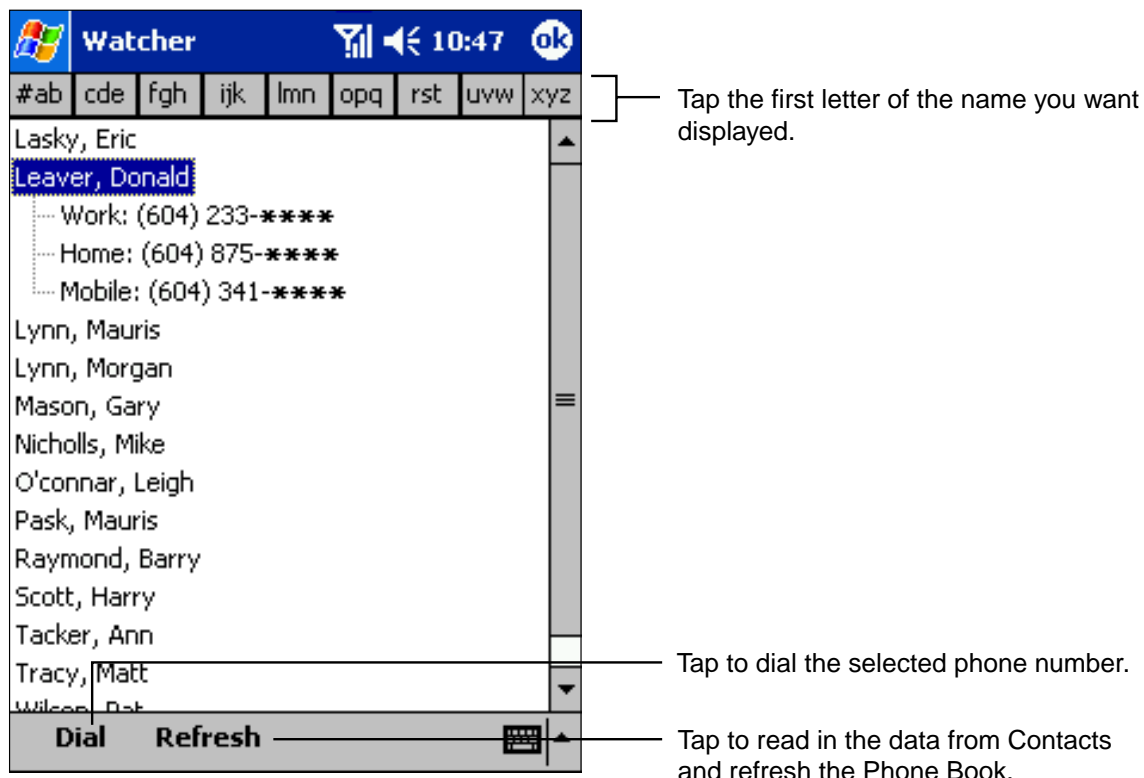 Watcher 10:47 ok
#ab cde fgh ijk lmn opq rst uvw xyz
Tap the first letter of the name you want
displayed.
Lasky, Eric
Leaver, Donald
Work: (604) 233-****
Home: (604) 875-****
Mobile: (604) 341-****
Lynn, Mauris
Lynn, Morgan
Mason, Gary
Nicholls, Mike
O'connar, Leigh
Pask, Mauris
Raymond, Barry
Scott, Harry
Tacker, Ann
Tracy, Matt
Wilson, Pat
Tap to dial the selected phone number.
Dial Refresh
Tap to read in the data from Contacts
and refresh the Phone Book.